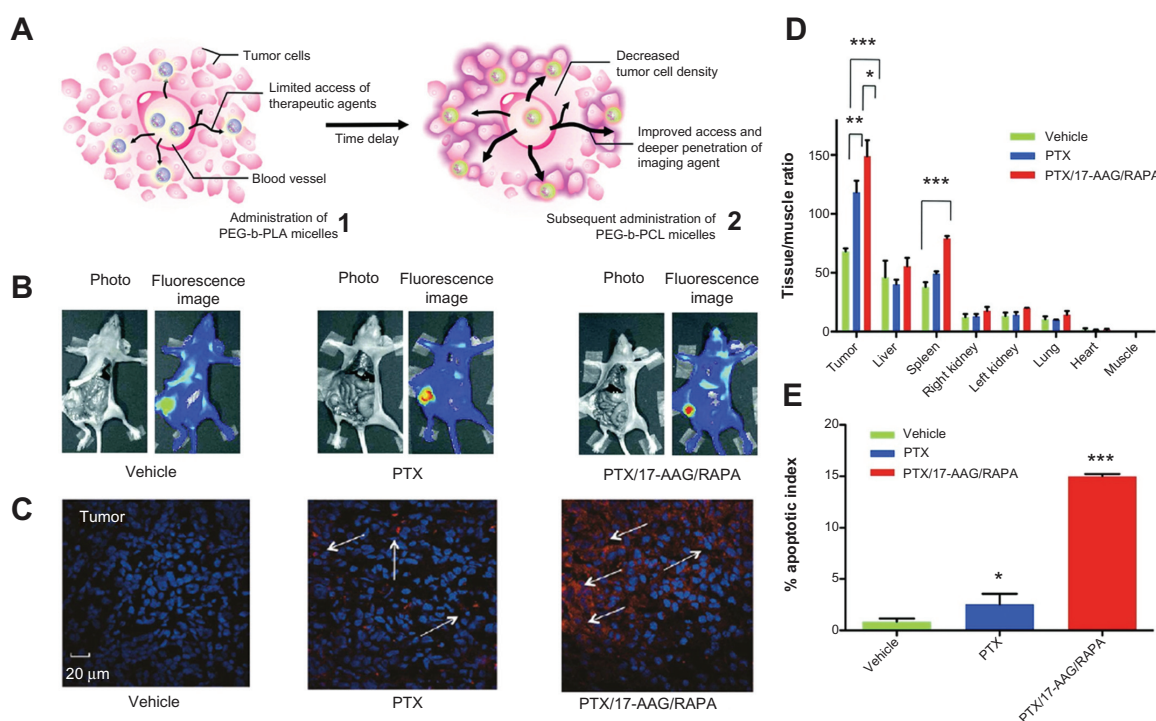 A
Tumor cells
Limited access of
therapeutic agents
Blood vessel
Administration of
PEG-b-PLA micelles
1
Time delay
Decreased
tumor cell density
Improved access and
deeper penetration of
imaging agent
Subsequent administration of
PEG-b-PCL micelles
2
B
Photo
Fluorescence
image
Vehicle
Photo
Fluorescence
image
PTX
Photo
Fluorescence
image
PTX/17-AAG/RAPA
C
Tumor
20 μm
Vehicle
PTX
PTX/17-AAG/RAPA
D
***
*
**
***
Vehicle
PTX
PTX/17-AAG/RAPA
Tissue/muscle ratio
150
100
50
0
Tumor
Liver
Spleen
Right kidney
Left kidney
Lung
Heart
Muscle
E
Vehicle
PTX
PTX/17-AAG/RAPA
***
*
% apoptotic index
20
15
10
5
0
Vehicle
PTX
PTX/17-AAG/RAPA